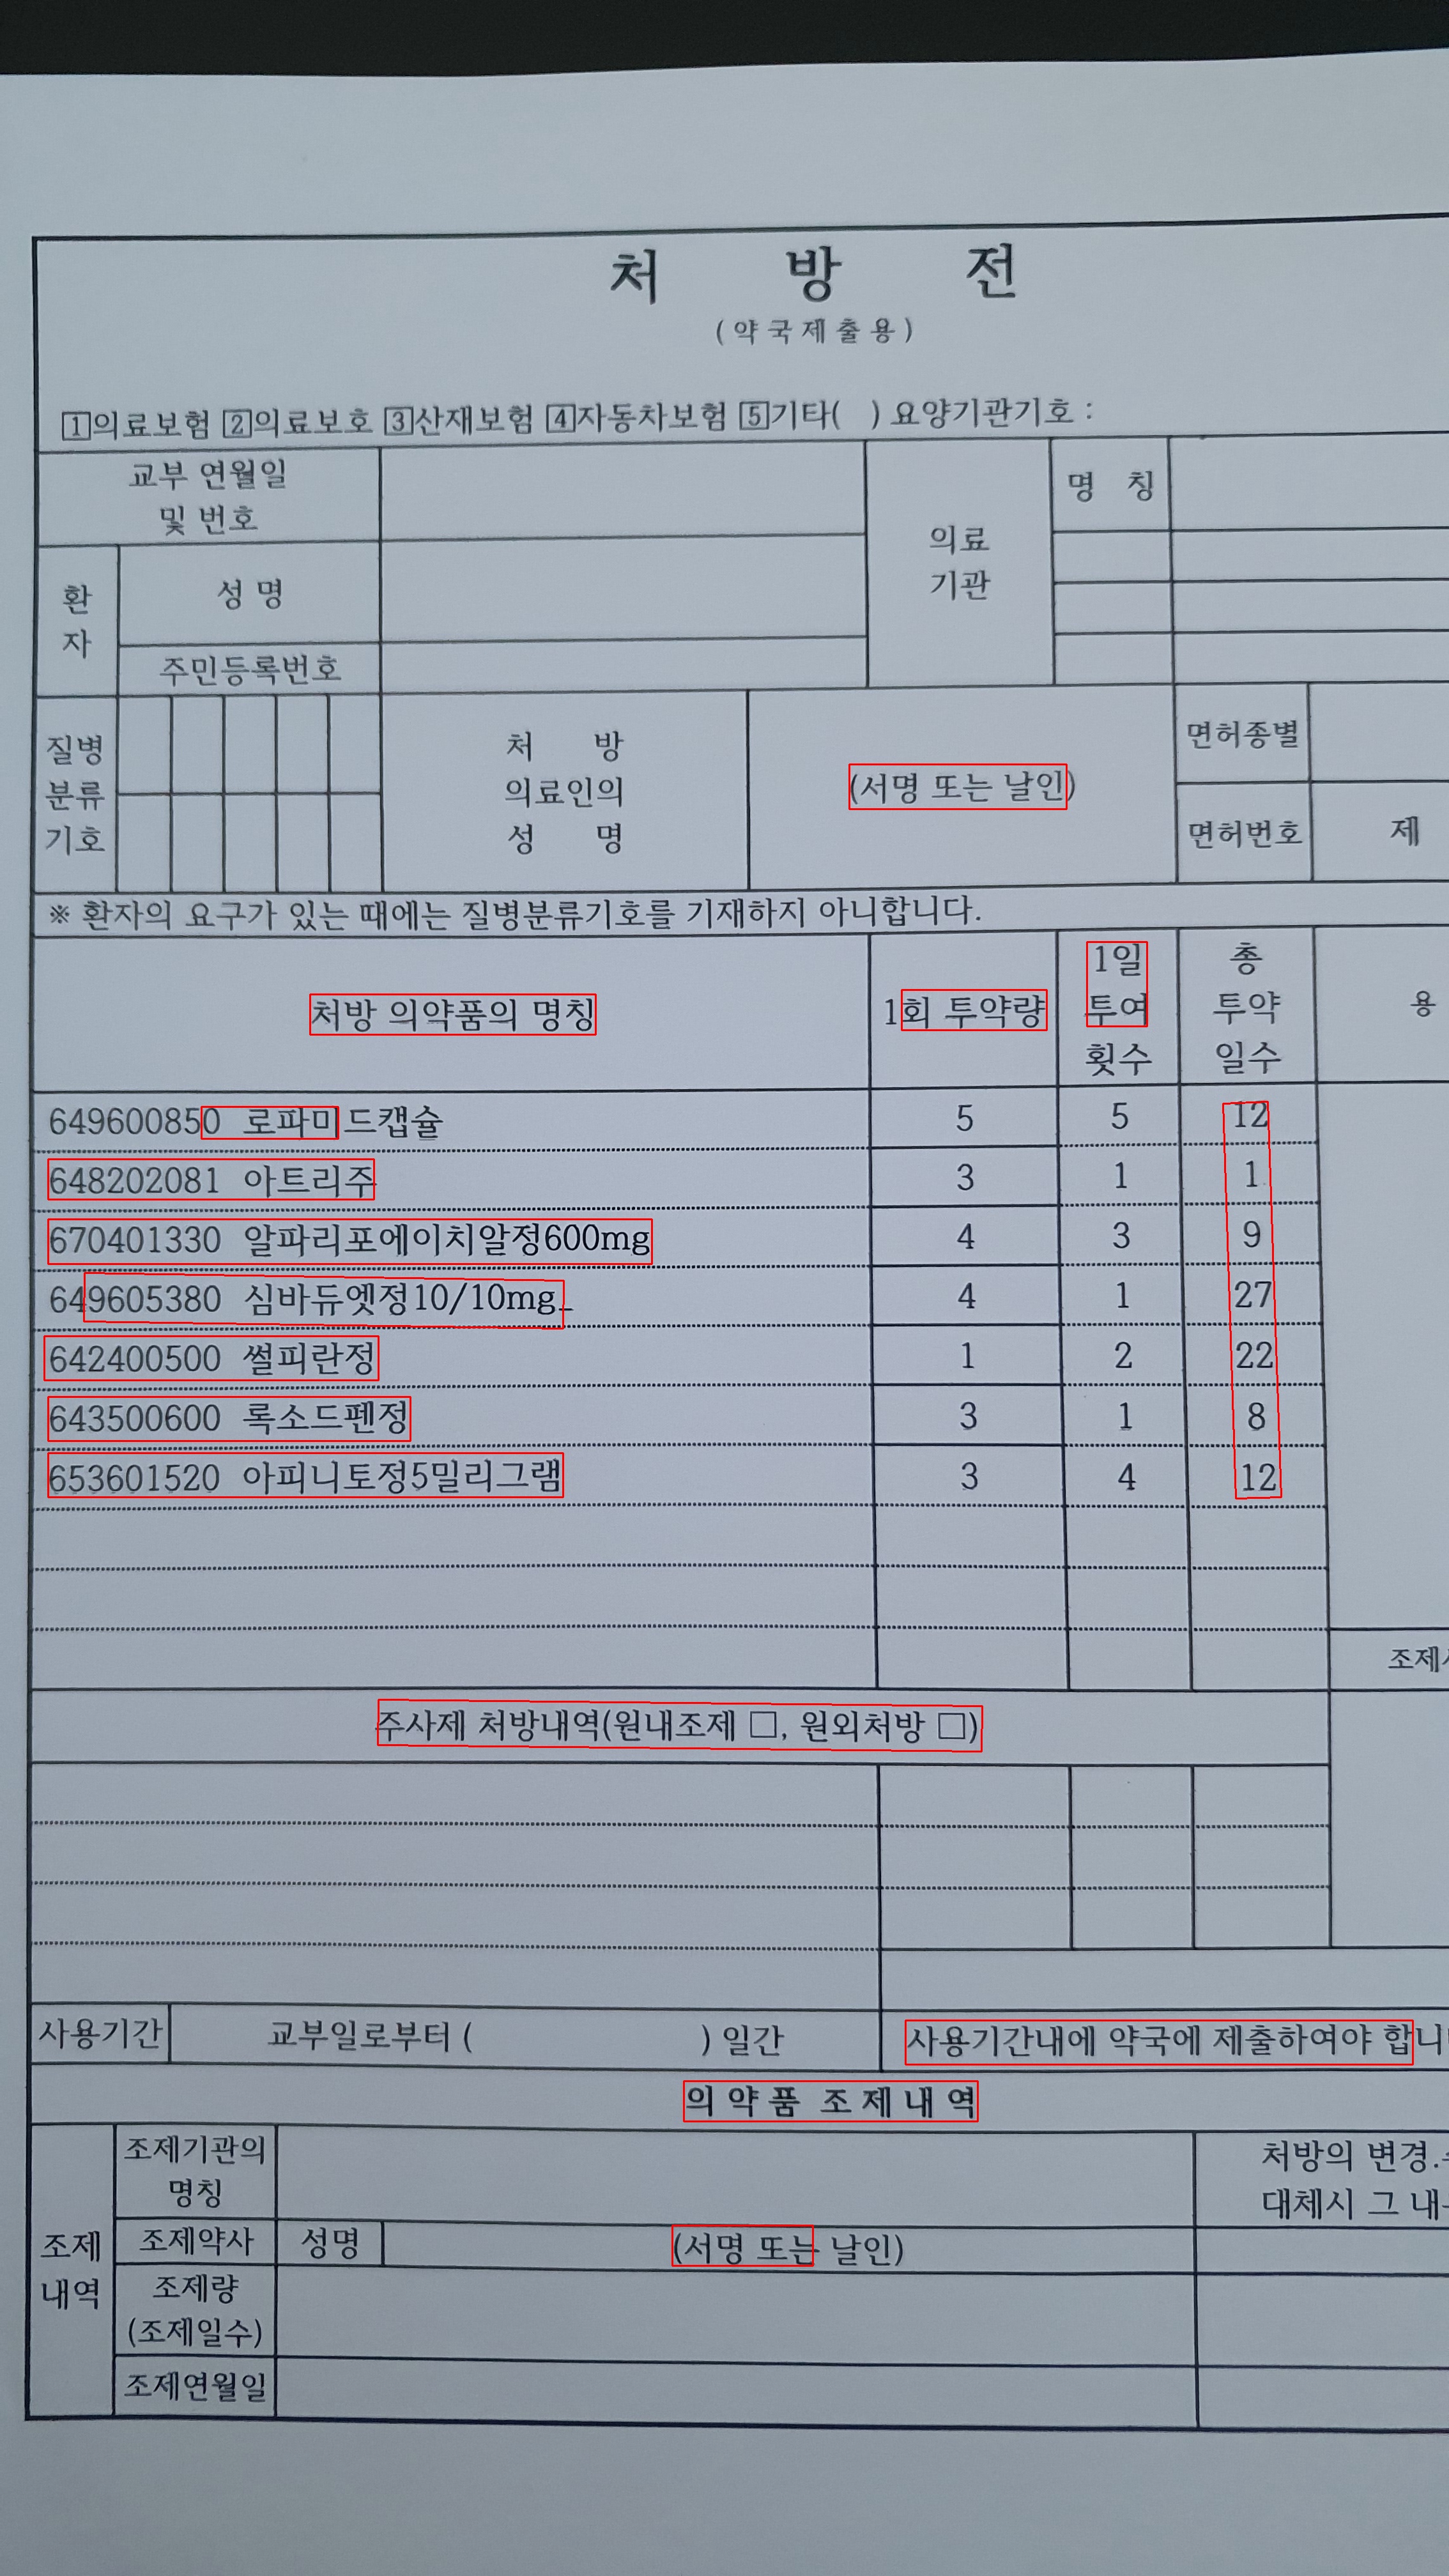 처 방 전
(약국제출용)
1의료보험 2의료보호 3산재보험 4자동차보험 5기타( ) 요양기관기호 :
교부 연월일
및 번호
의료
기관
명 칭
환
자
성 명
주민등록번호
질병
분류
기호
처 방
의료인의
성 명
(서명 또는 날인)
면허종별
면허번호
제
※ 환자의 요구가 있는 때에는 질병분류기호를 기재하지 아니합니다.
처방 의약품의 명칭
1회 투약량
1일
투여
횟수
총
투약
일수
용
649600850 로파미드캡슐 5 5 12
648202081 아트리주 3 1 1
670401330 알파리포에이치알정600mg 4 3 9
649605380 심바듀엣정10/10mg_ 4 1 27
642400500 썰피란정 1 2 22
643500600 록소드펜정 3 1 8
653601520 아피니토정5밀리그램 3 4 12
조제
주사제 처방내역(원내조제 □, 원외처방 □)
사용기간
교부일로부터 ( ) 일간
사용기간내에 약국에 제출하여야 합니
의약품 조제내역
조제
내역
조제기관의
명칭
처방의 변경.
대체시 그 내
조제약사
성명
(서명 또는 날인)
조제량
(조제일수)
조제연월일